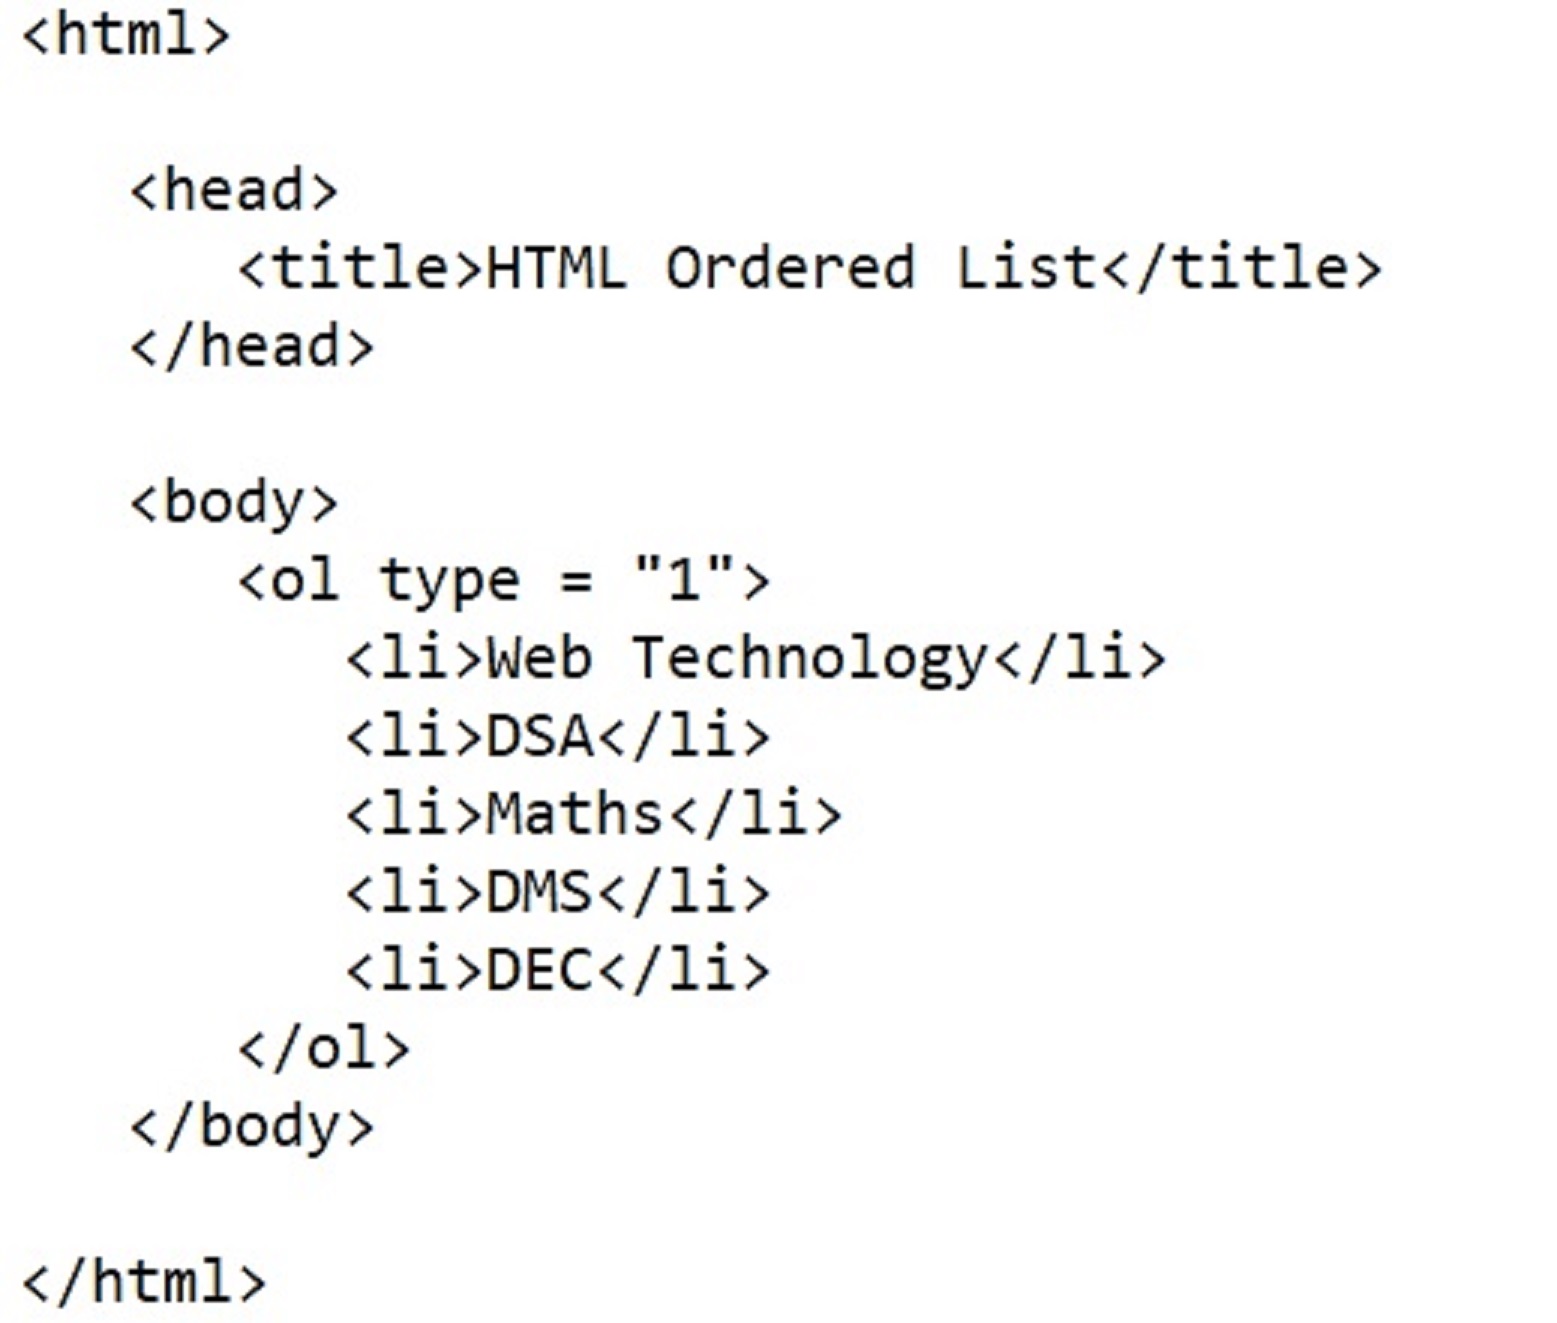 <html>
<head>
<title>HTML Ordered List</title>
</head>
<body>
<ol type = "1">
<li>Web Technology</li>
<li>DSA</li>
<li>Maths</li>
<li>DMS</li>
<li>DEC</li>
</ol>
</body>
</html>